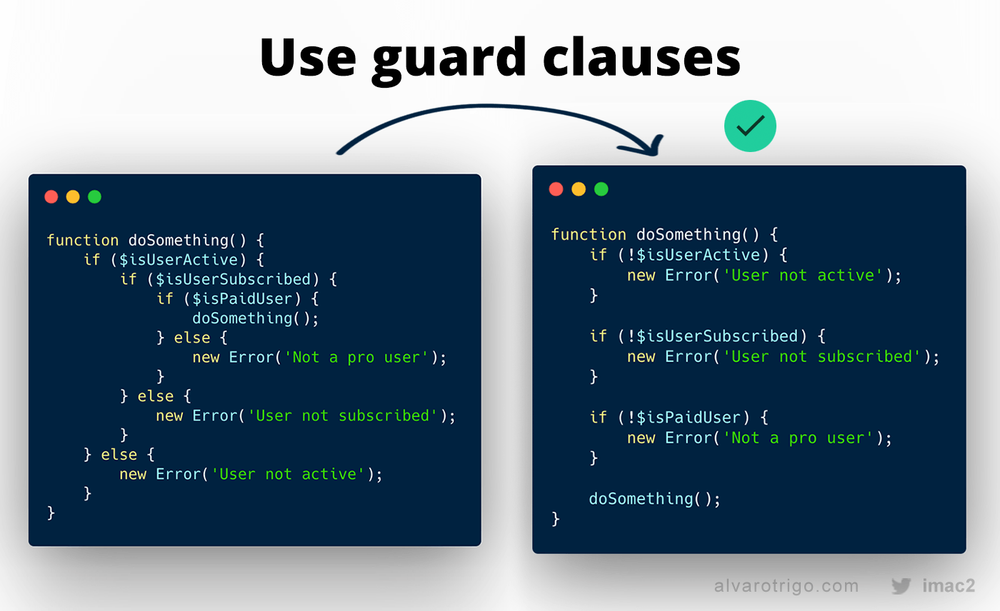 Use guard clauses
function doSomething() {
    if ($isUserActive) {
        if ($isUserSubscribed) {
            if ($isPaidUser) {
                doSomething();
            } else {
                new Error('Not a pro user');
            }
        } else {
            new Error('User not subscribed');
        }
    } else {
        new Error('User not active');
    }
}
function doSomething() {
    if (!$isUserActive) {
        new Error('User not active');
    }

    if (!$isUserSubscribed) {
        new Error('User not subscribed');
    }

    if (!$isPaidUser) {
        new Error('Not a pro user');
    }

    doSomething();
}
alvarotrigo.com imac2